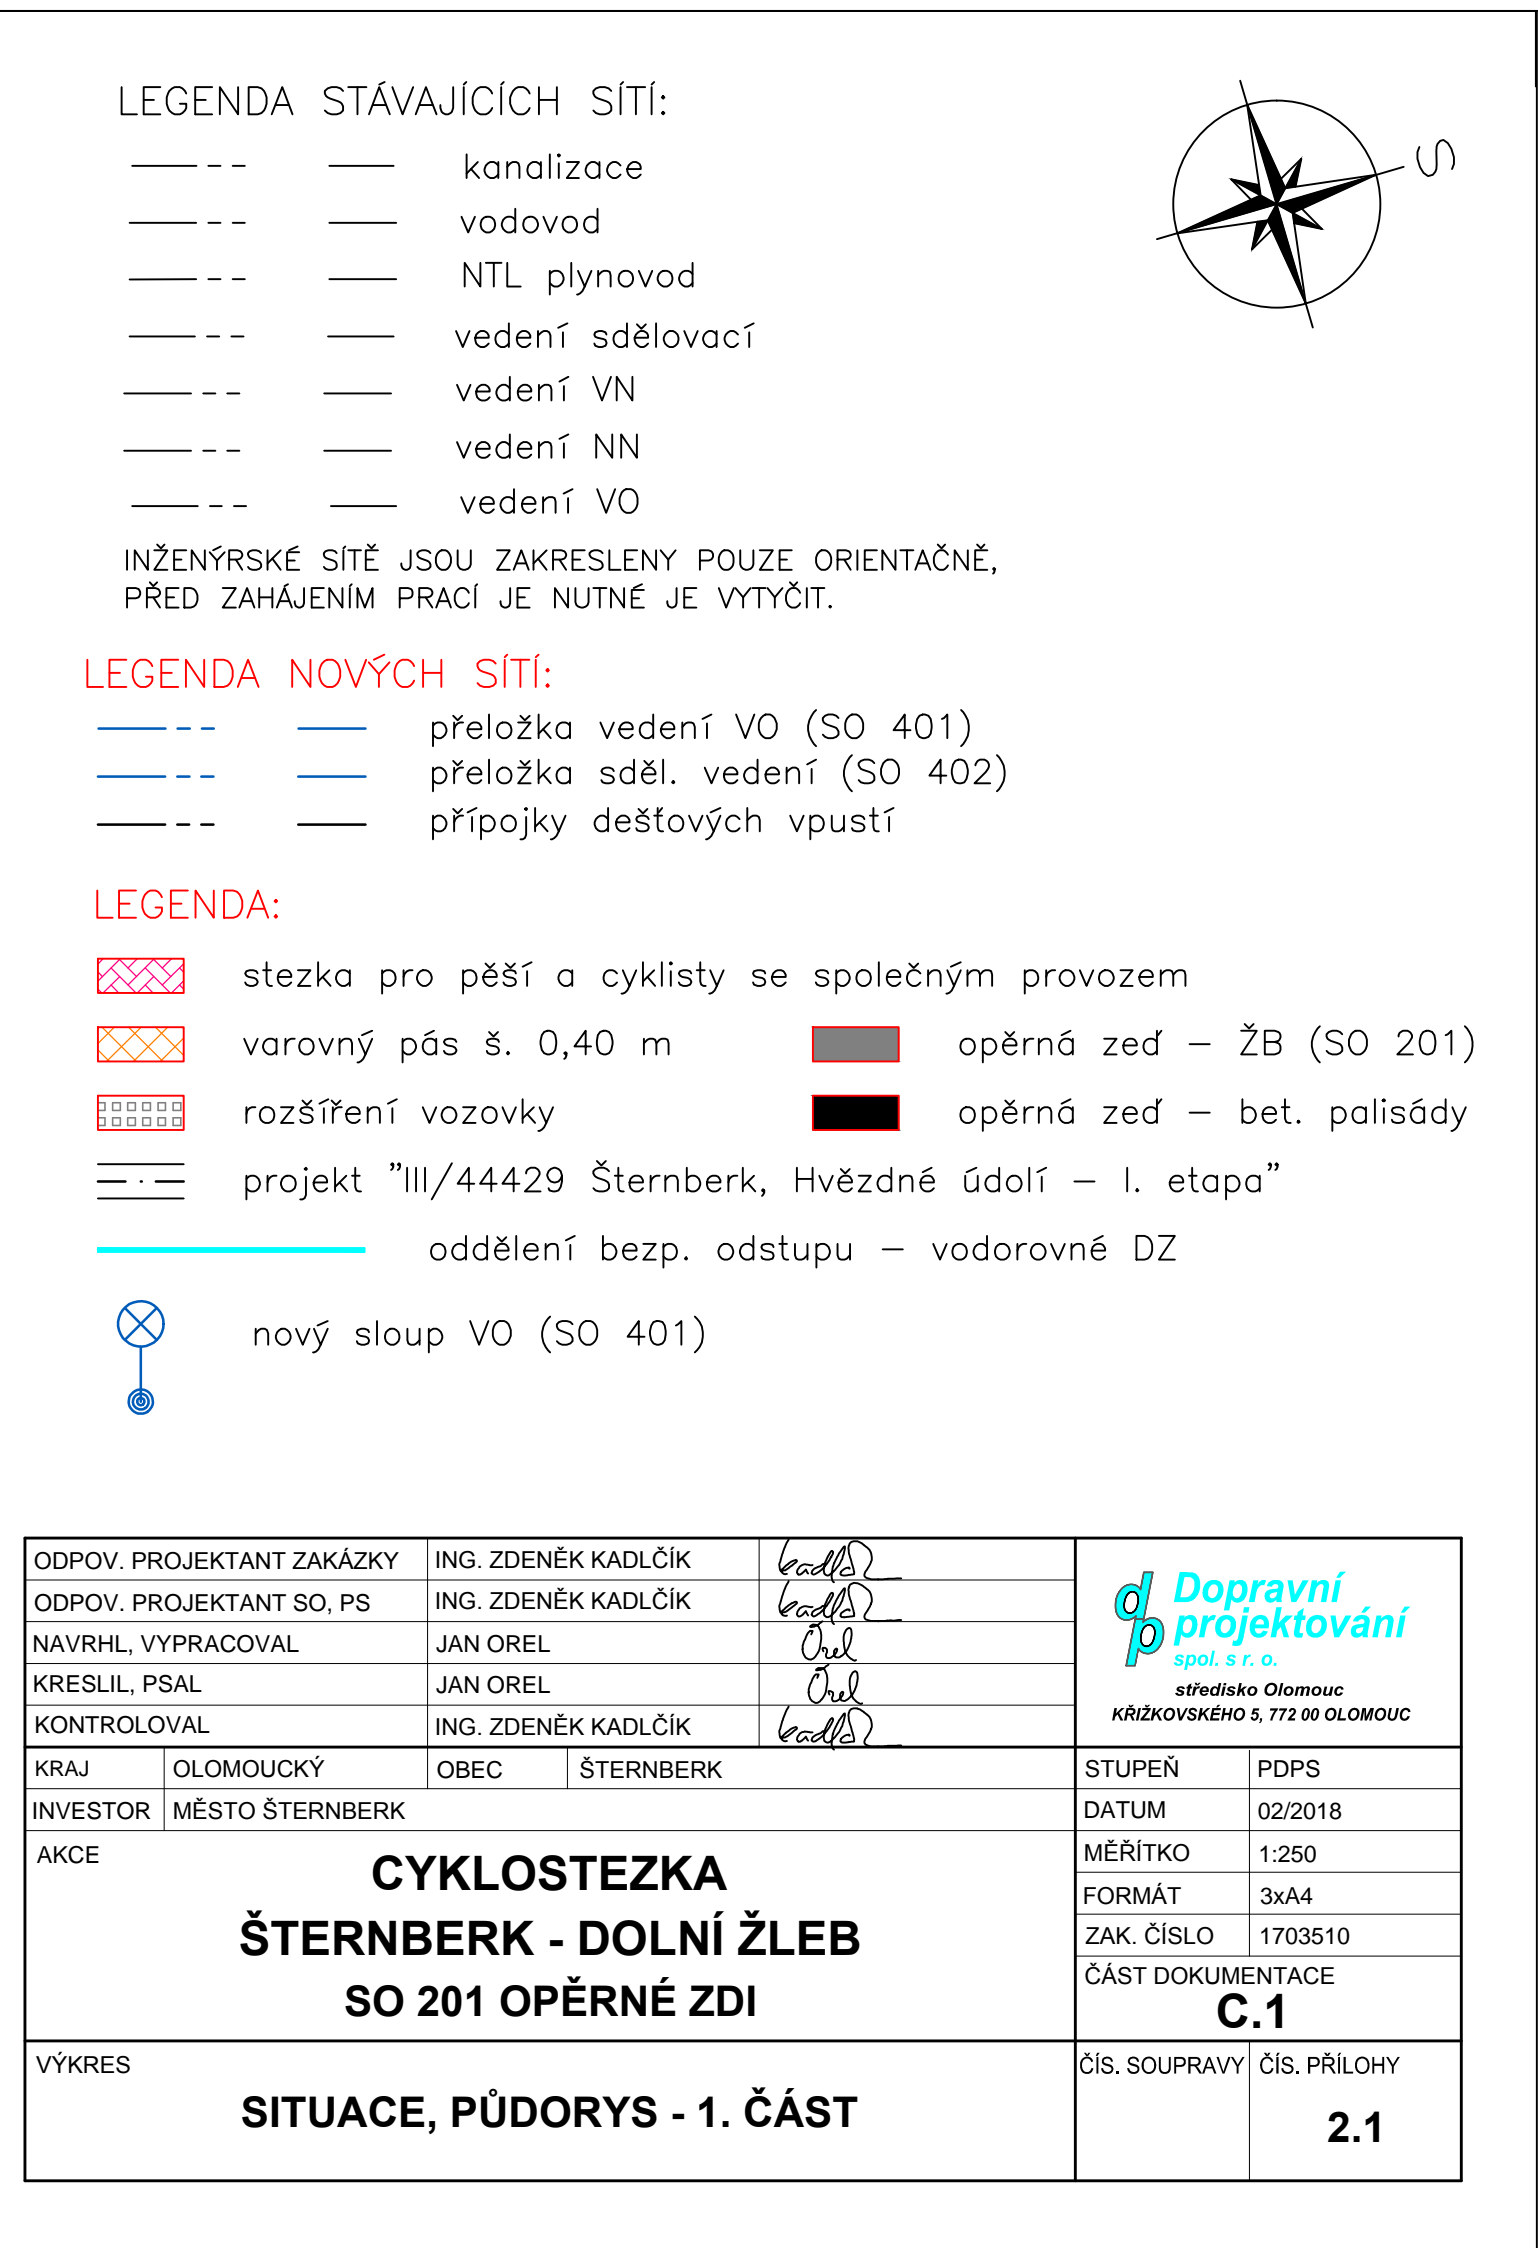 LEGENDA STÁVAJÍCÍCH SÍTÍ:
S
kanalizace
vodovod
NTL plynovod
vedení sdělovací
vedení VN
vedení NN
vedení VO
INŽENÝRSKÉ SÍTĚ JSOU ZAKRESLENY POUZE ORIENTAČNĚ,
PŘED ZAHÁJENÍM PRACÍ JE NUTNÉ JE VYTYČIT.
LEGENDA NOVÝCH SÍTÍ:
přeložka vedení VO (SO 401)
přeložka sděl. vedení (SO 402)
přípojky dešťových vpustí
LEGENDA:
stezka pro pěší a cyklisty se společným provozem
varovný pás š. 0,40 m
opěrná zeď – ŽB (SO 201)
rozšíření vozovky
opěrná zeď – bet. palisády
projekt "III/44429 Šternberk, Hvězdné údolí – I. etapa"
oddělení bezp. odstupu – vodorovné DZ
nový sloup VO (SO 401)
ODPOV. PROJEKTANT ZAKÁZKY ING. ZDENĚK KADLČÍK Kadlč
ODPOV. PROJEKTANT SO, PS ING. ZDENĚK KADLČÍK Kadlč
NAVRHL, VYPRACOVAL JAN OREL Orel
KRESLIL, PSAL JAN OREL Orel
KONTROLOVAL ING. ZDENĚK KADLČÍK Kadlč
dp Dopravní
projektování
spol. s r. o.
středisko Olomouc
KŘIŽKOVSKÉHO 5, 772 00 OLOMOUC
KRAJ OLOMOUCKÝ OBEC ŠTERNBERK
INVESTOR MĚSTO ŠTERNBERK
AKCE
CYKLOSTEZKA
ŠTERNBERK - DOLNÍ ŽLEB
SO 201 OPĚRNÉ ZDI
STUPEŇ PDPS
DATUM 02/2018
MĚŘÍTKO 1:250
FORMÁT 3xA4
ZAK. ČÍSLO 1703510
ČÁST DOKUMENTACE
C.1
VÝKRES
SITUACE, PŮDORYS - 1. ČÁST
ČÍS. SOUPRAVY ČÍS. PŘÍLOHY
2.1